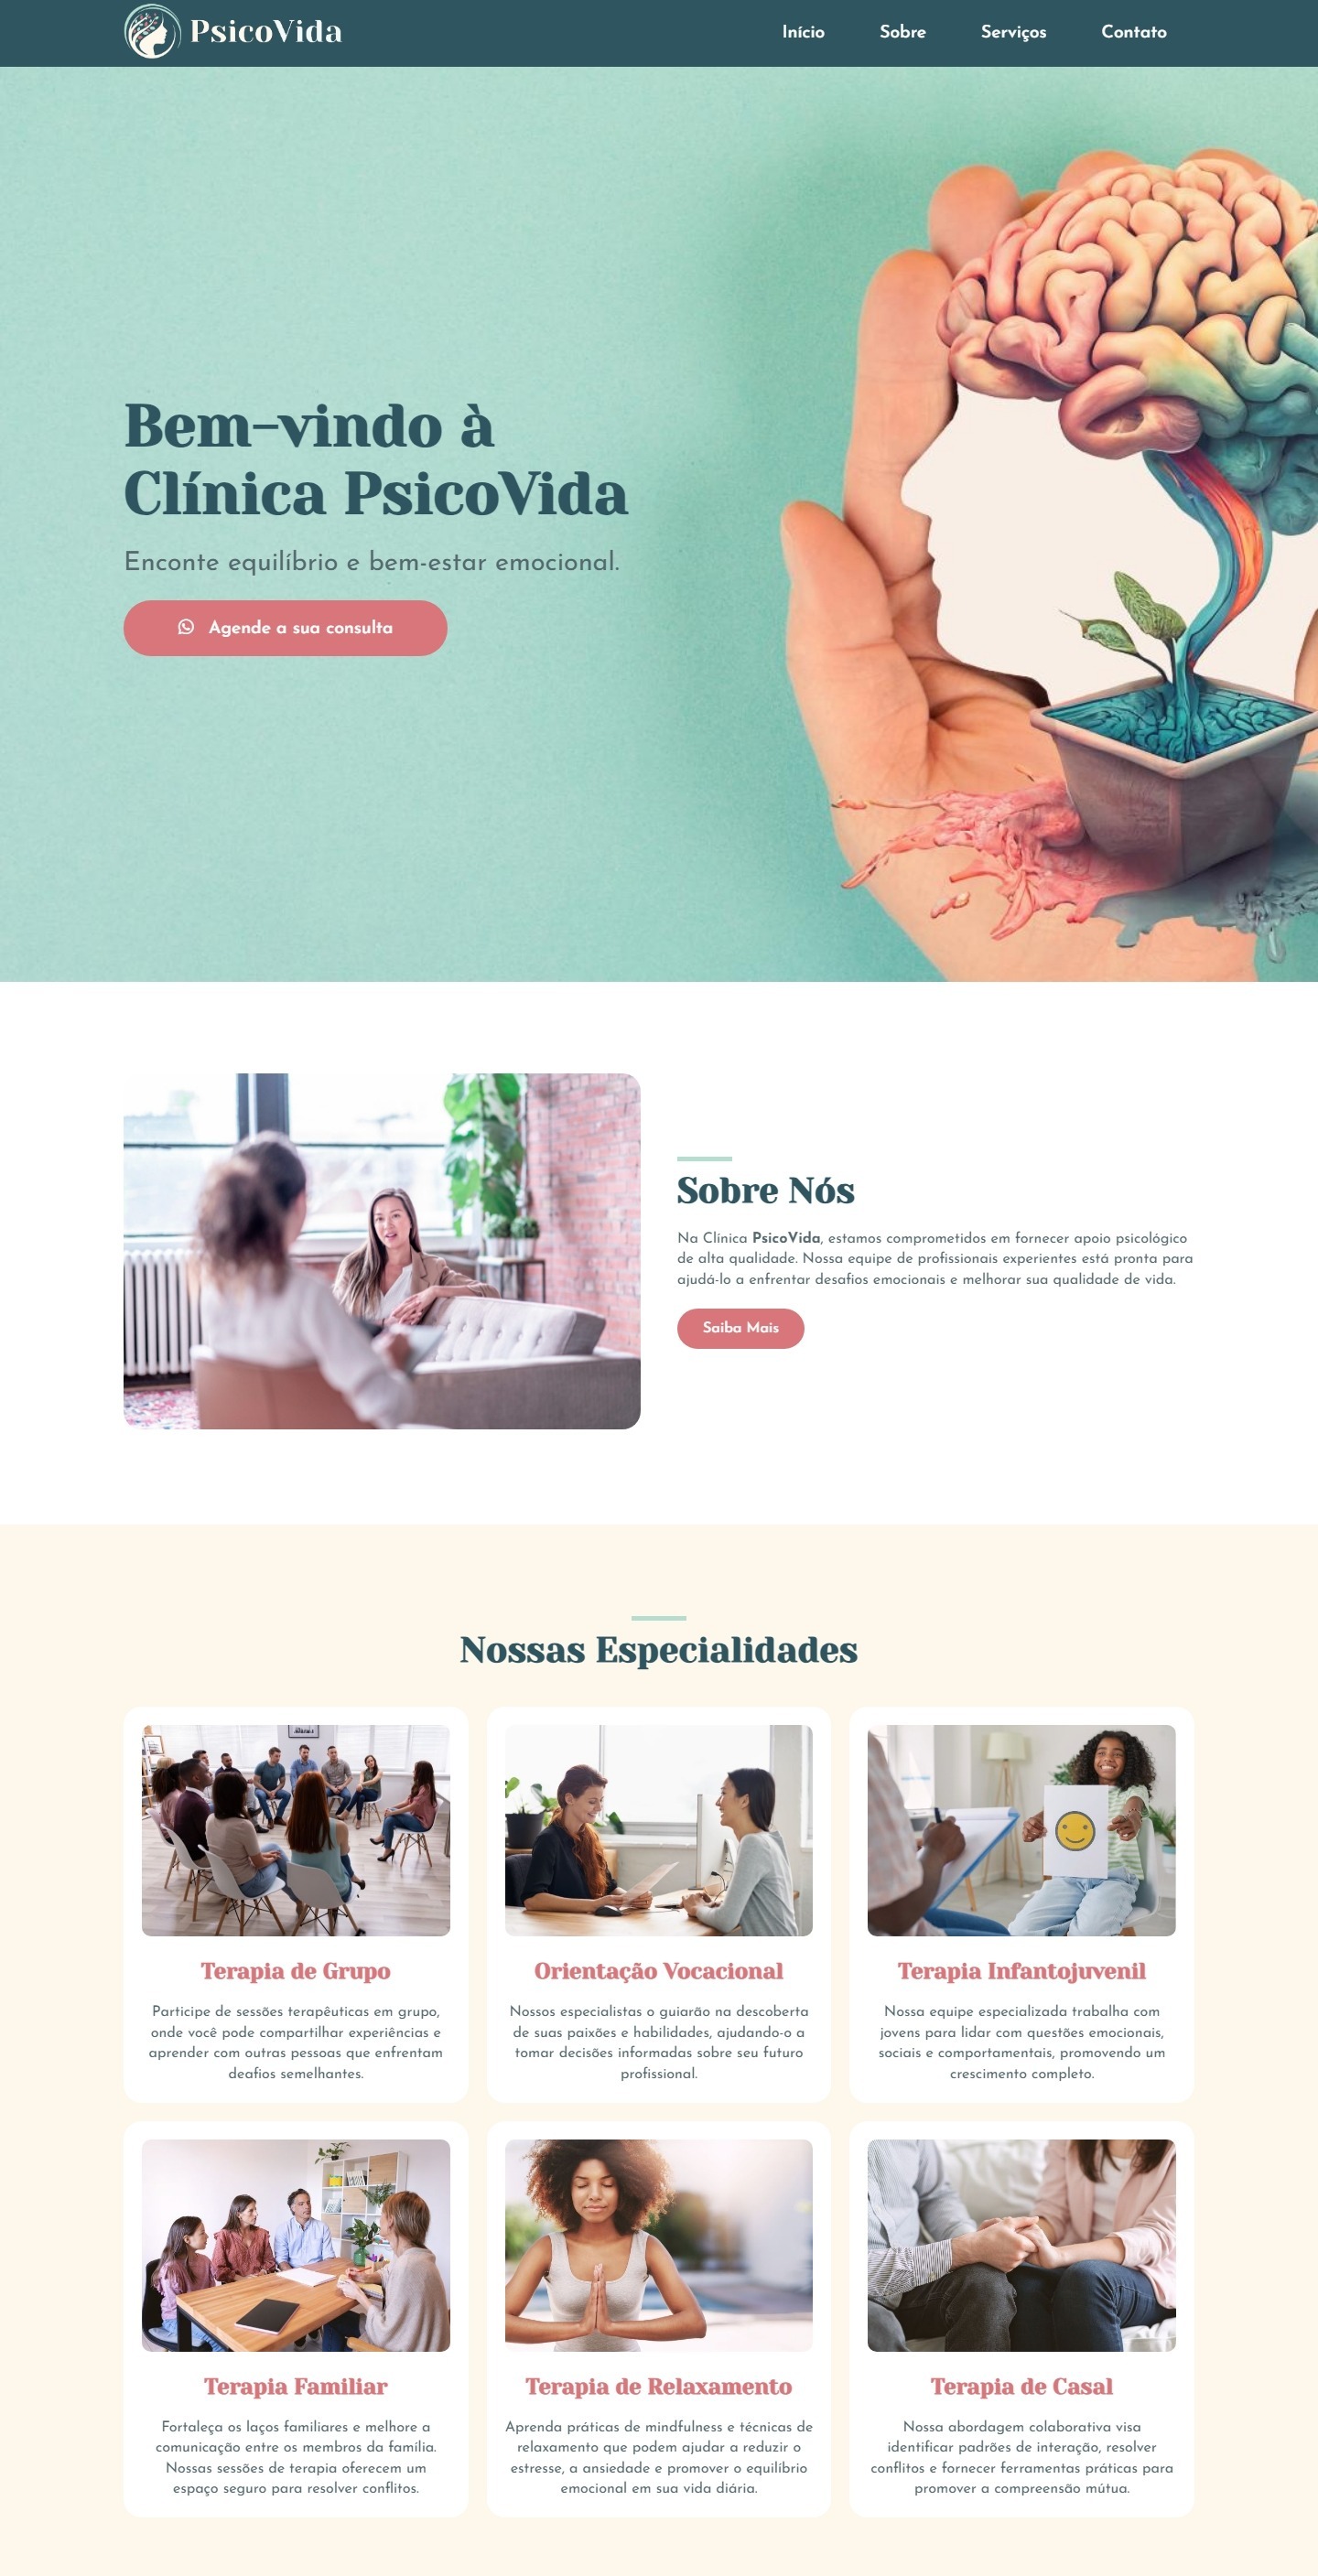 PsicoVida
Início
Sobre
Serviços
Contato
Bem-vindo à
Clínica PsicoVida
Enconte equilíbrio e bem-estar emocional.
Agende a sua consulta
Sobre Nós
Na Clínica PsicoVida, estamos comprometidos em fornecer apoio psicológico
de alta qualidade. Nossa equipe de profissionais experientes está pronta para
ajudá-lo a enfrentar desafios emocionais e melhorar sua qualidade de vida.
Saiba Mais
Nossas Especialidades
Terapia de Grupo
Participe de sessões terapêuticas em grupo,
onde você pode compartilhar experiências e
aprender com outras pessoas que enfrentam
deafios semelhantes.
Orientação Vocacional
Nossos especialistas o guiarão na descoberta
de suas paixões e habilidades, ajudando-o a
tomar decisões informadas sobre seu futuro
profissional.
Terapia Infantojuvenil
Nossa equipe especializada trabalha com
jovens para lidar com questões emocionais,
sociais e comportamentais, promovendo um
crescimento completo.
Terapia Familiar
Fortaleça os laços familiares e melhore a
comunicação entre os membros da família.
Nossas sessões de terapia oferecem um
espaço seguro para resolver conflitos.
Terapia de Relaxamento
Aprenda práticas de mindfulness e técnicas de
relaxamento que podem ajudar a reduzir o
estresse, a ansiedade e promover o equilíbrio
emocional em sua vida diária.
Terapia de Casal
Nossa abordagem colaborativa visa
identificar padrões de interação, resolver
conflitos e fornecer ferramentas práticas para
promover a compreensão mútua.